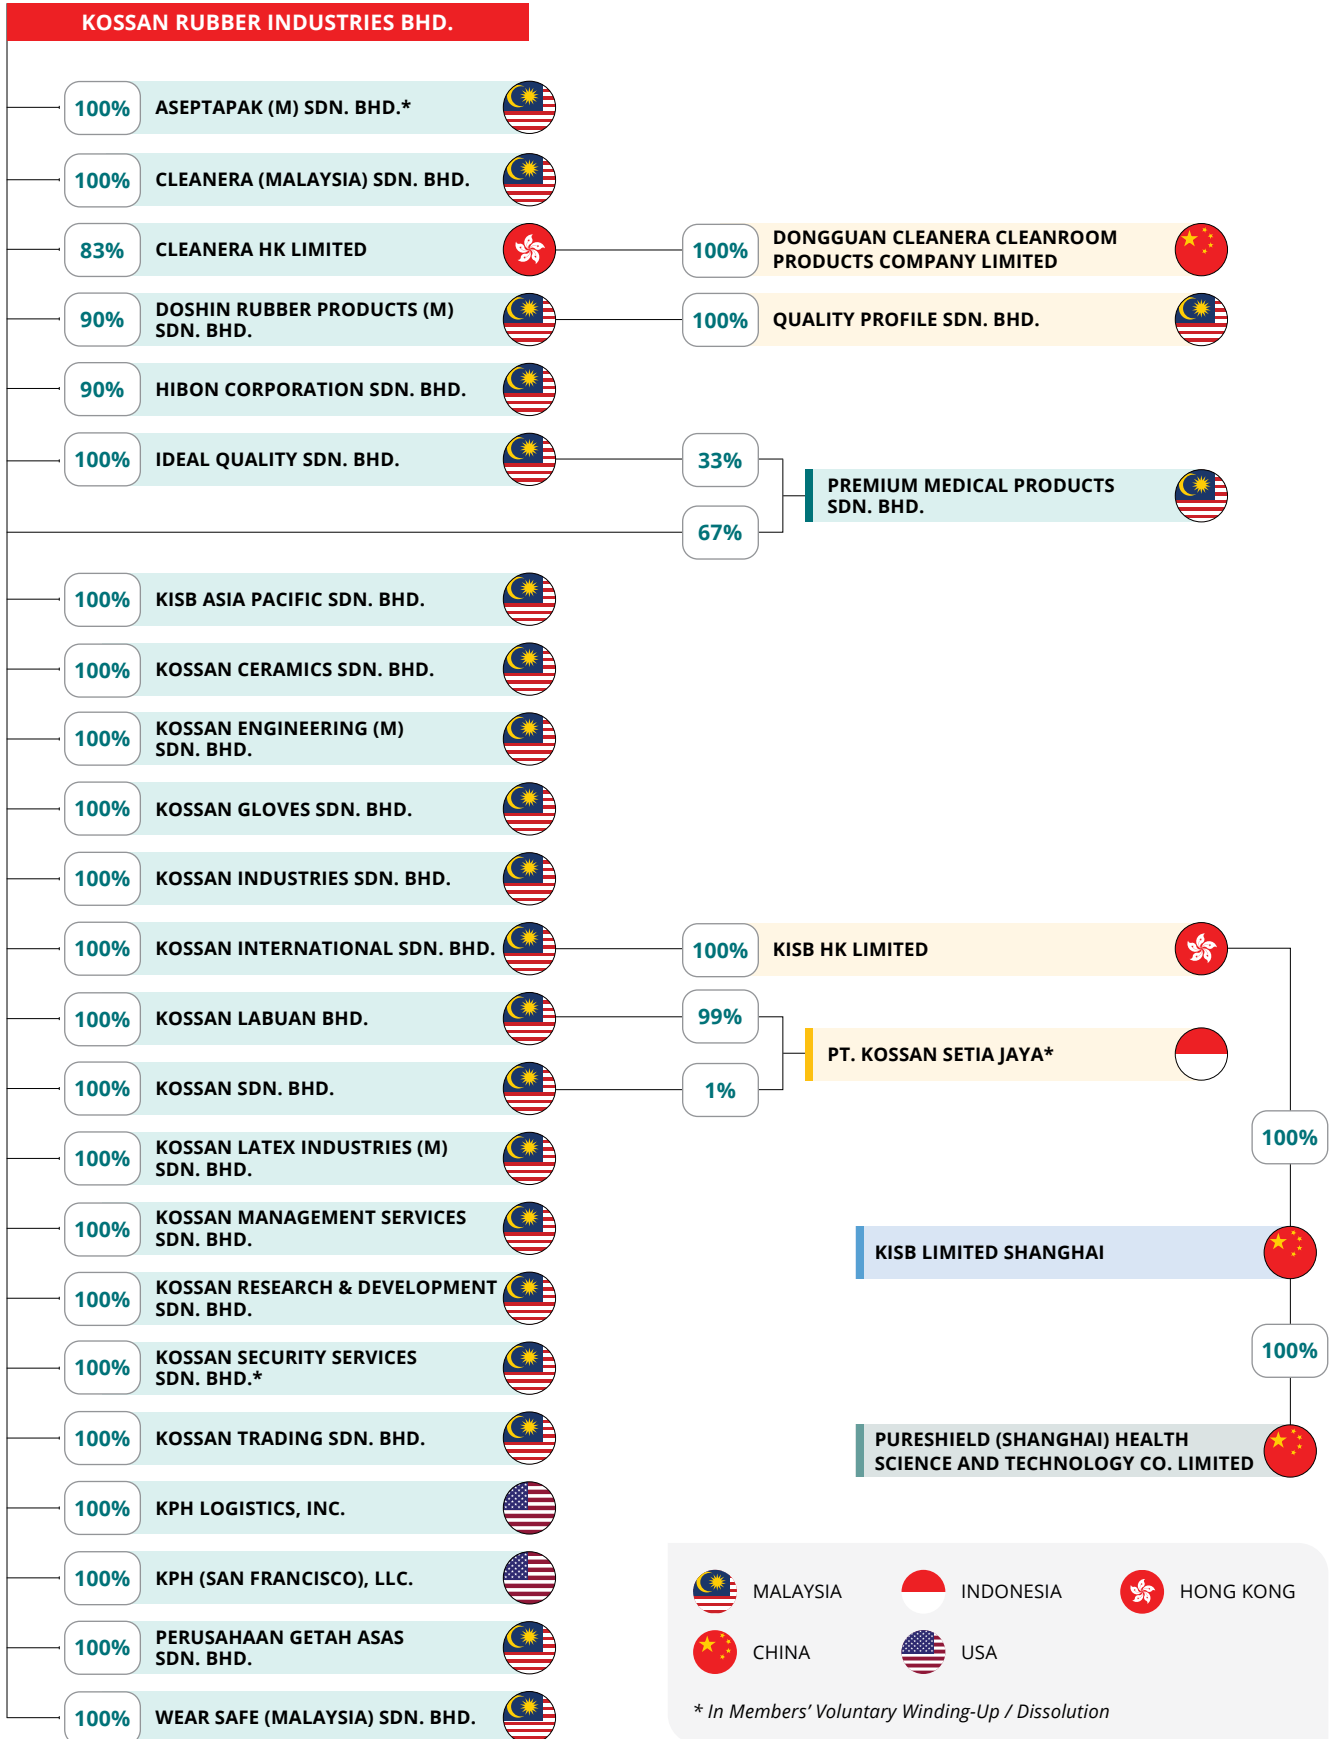 KOSSAN RUBBER INDUSTRIES BHD.
100%
ASEPTAPAK (M) SDN. BHD.*
100%
CLEANERA (MALAYSIA) SDN. BHD.
83%
CLEANERA HK LIMITED
100%
DONGGUAN CLEANERA CLEANROOM
PRODUCTS COMPANY LIMITED
90%
DOSHIN RUBBER PRODUCTS (M)
SDN. BHD.
100%
QUALITY PROFILE SDN. BHD.
90%
HIBON CORPORATION SDN. BHD.
100%
IDEAL QUALITY SDN. BHD.
33%
67%
PREMIUM MEDICAL PRODUCTS
SDN. BHD.
100%
KISB ASIA PACIFIC SDN. BHD.
100%
KOSSAN CERAMICS SDN. BHD.
100%
KOSSAN ENGINEERING (M)
SDN. BHD.
100%
KOSSAN GLOVES SDN. BHD.
100%
KOSSAN INDUSTRIES SDN. BHD.
100%
KOSSAN INTERNATIONAL SDN. BHD.
100%
KISB HK LIMITED
100%
KOSSAN LABUAN BHD.
99%
PT. KOSSAN SETIA JAYA*
100%
KOSSAN SDN. BHD.
1%
100%
KOSSAN LATEX INDUSTRIES (M)
SDN. BHD.
100%
100%
KOSSAN MANAGEMENT SERVICES
SDN. BHD.
KISB LIMITED SHANGHAI
100%
KOSSAN RESEARCH & DEVELOPMENT
SDN. BHD.
100%
100%
KOSSAN SECURITY SERVICES
SDN. BHD.*
100%
KOSSAN TRADING SDN. BHD.
PURESHIELD (SHANGHAI) HEALTH
SCIENCE AND TECHNOLOGY CO. LIMITED
100%
KPH LOGISTICS, INC.
100%
KPH (SAN FRANCISCO), LLC.
100%
PERUSAHAAN GETAH ASAS
SDN. BHD.
100%
WEAR SAFE (MALAYSIA) SDN. BHD.
MALAYSIA
INDONESIA
HONG KONG
CHINA
USA
* In Members’ Voluntary Winding-Up / Dissolution